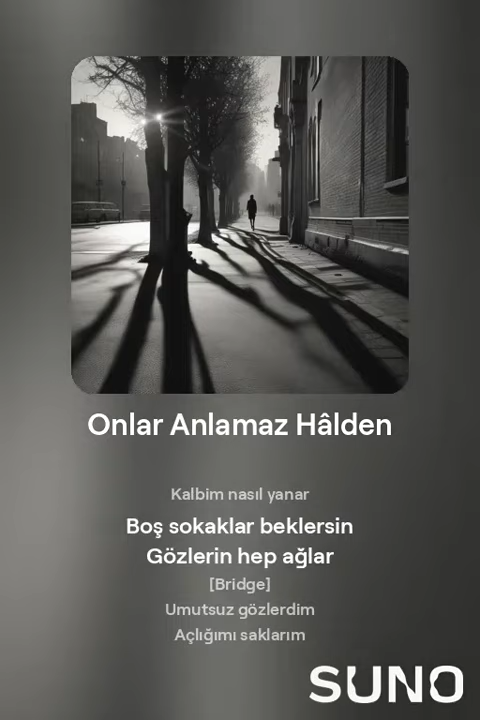 Onlar Anlamaz Hâlden
Kalbim nasıl yanar
Boş sokaklar beklersin
Gözlerin hep ağlar
[Bridge]
Umutsuz gözlerdim
Açlığımı saklarım
SUNO